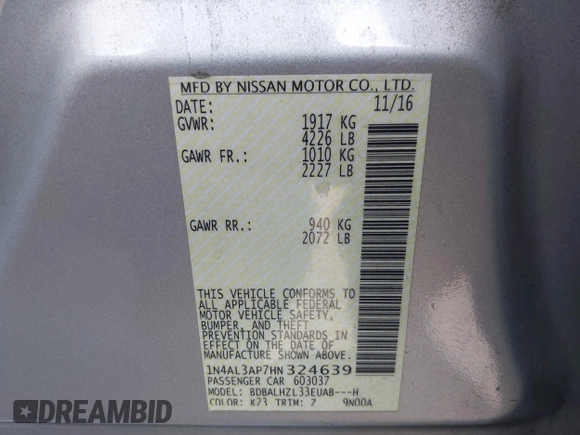 MFD BY NISSAN MOTOR CO., LTD.
DATE: 11/16
GVWR: 1917 KG
4226 LB
GAWR FR.: 1010 KG
2227 LB
GAWR RR.: 940 KG
2072 LB
THIS VEHICLE CONFORMS TO
ALL APPLICABLE FEDERAL
MOTOR VEHICLE SAFETY,
BUMPER, AND THEFT
PREVENTION STANDARDS IN
EFFECT ON THE DATE OF
MANUFACTURE SHOWN ABOVE.
1N4AL3AP7HN324639
PASSENGER CAR 603037
MODEL: BDBALHZL33EUAB---H
COLOR: K23 TRIM: Z 9N00A
DREAMBID